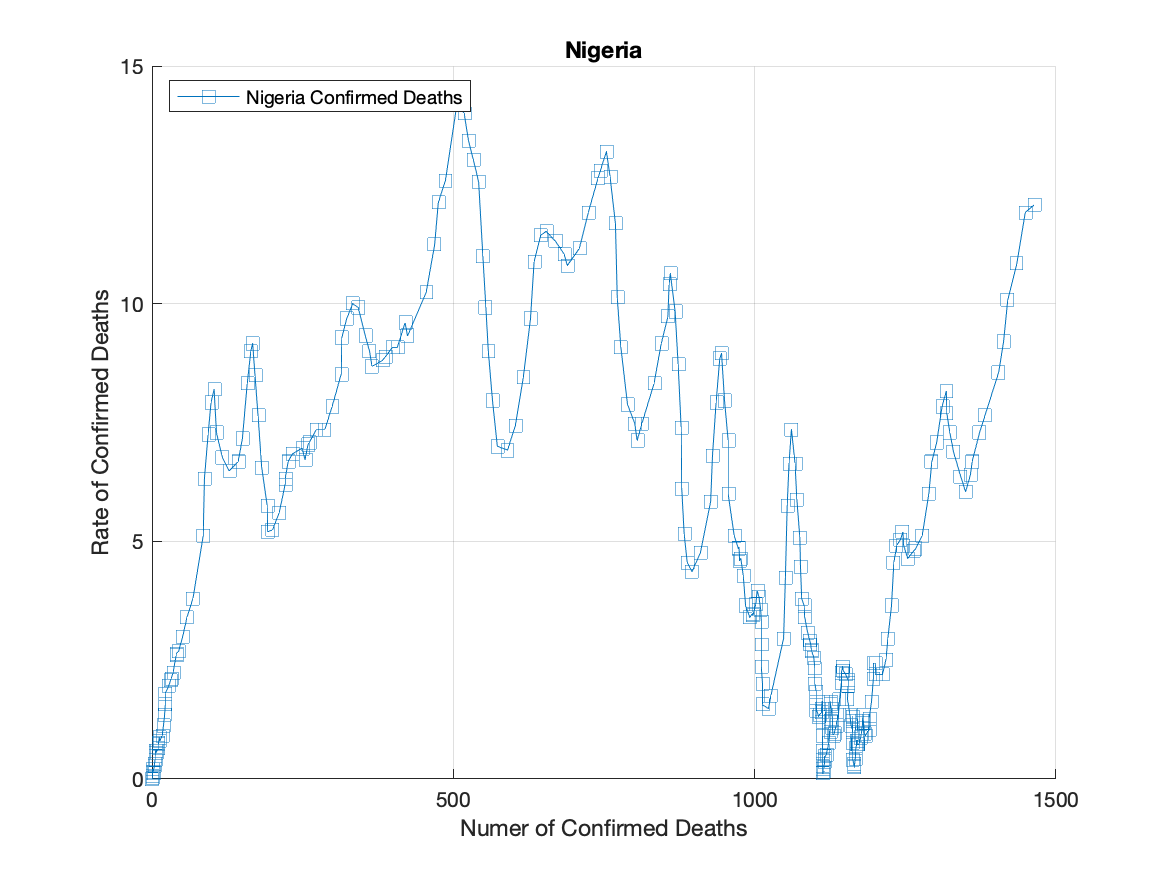 Nigeria
Nigeria Confirmed Deaths
Rate of Confirmed Deaths
15
10
5
0
0 500 1000 1500
Numer of Confirmed Deaths